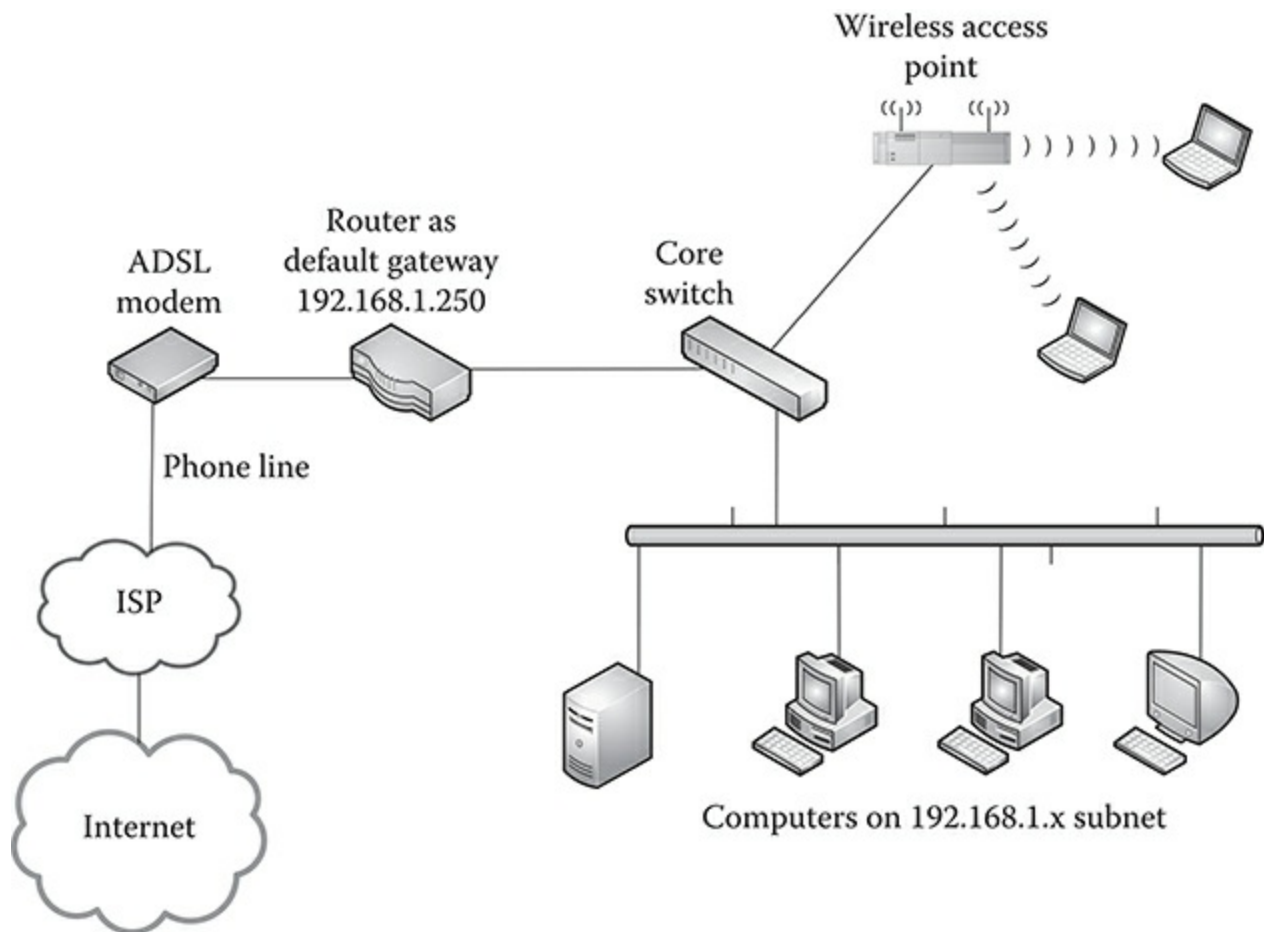 Wireless access
point
Router as
default gateway
192.168.1.250
ADSL
modem
Core
switch
Phone line
ISP
Internet
Computers on 192.168.1.x subnet